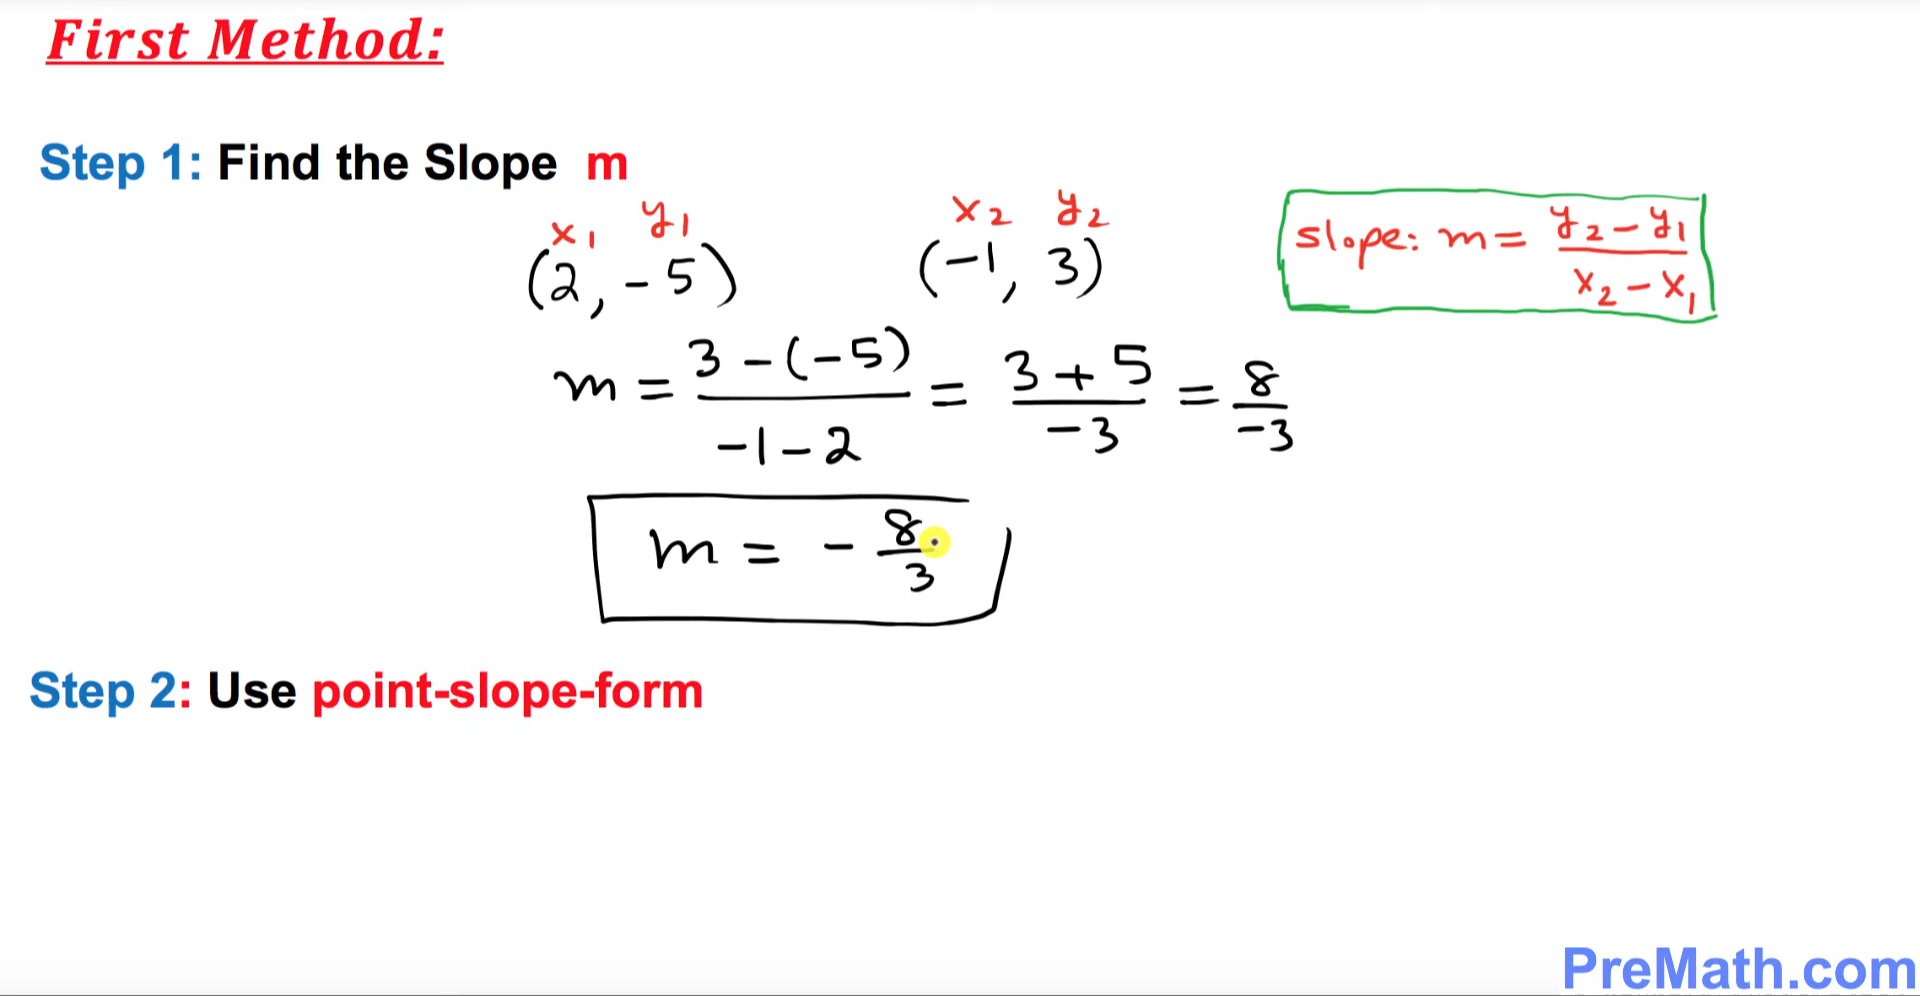 First Method:
Step 1: Find the Slope m
x₁ y₁ x₂ y₂
(2, -5) (-1, 3)
slope: m = (y₂ - y₁)/(x₂ - x₁)
m = (3 - (-5))/(-1 - 2) = (3 + 5)/(-3) = 8/(-3)
m = - 8/3
Step 2: Use point-slope-form
PreMath.com